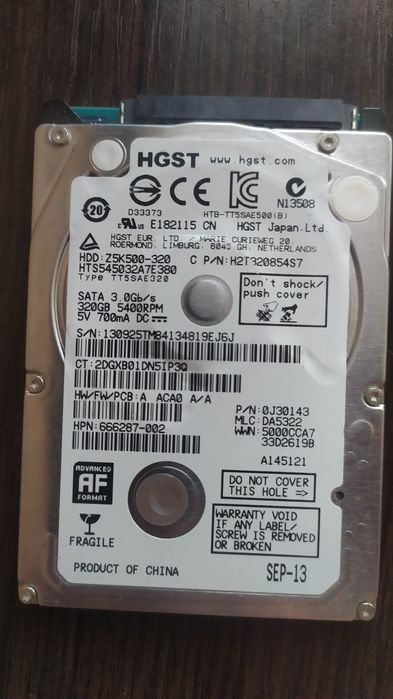 HGST www.hgst.com
20
N13508
D33373
HTB-TT5SAE500(B)
E182115 CN HGST Japan.Ltd.
HGST EUR. LTD // MARIE CURIEWEG 20
ROERMOND, LIMBURG, 6045 GH, NETHERLANDS
HDD:Z5K500-320 C P/N:H2T320854S7
HTS545032A7E380
Type TT5SAE320
Don't shock/
push cover
SATA 3.0Gb/s
320GB 5400RPM
5V 700mA DC
S/N:130925TM84134819EJ6J
CT:2DGXB01DN5IP3Q
HW/FW/PCB:A ACA0 A/A
P/N:0J30143
MLC:DA5322
WWN:5000CCA7
33D2619B
HPN:666287-002
A145121
ADVANCED
AF
FORMAT
DO NOT COVER
THIS HOLE =>
WARRANTY VOID
IF ANY LABEL/
SCREW IS REMOVED
OR BROKEN
FRAGILE
PRODUCT OF CHINA
SEP-13